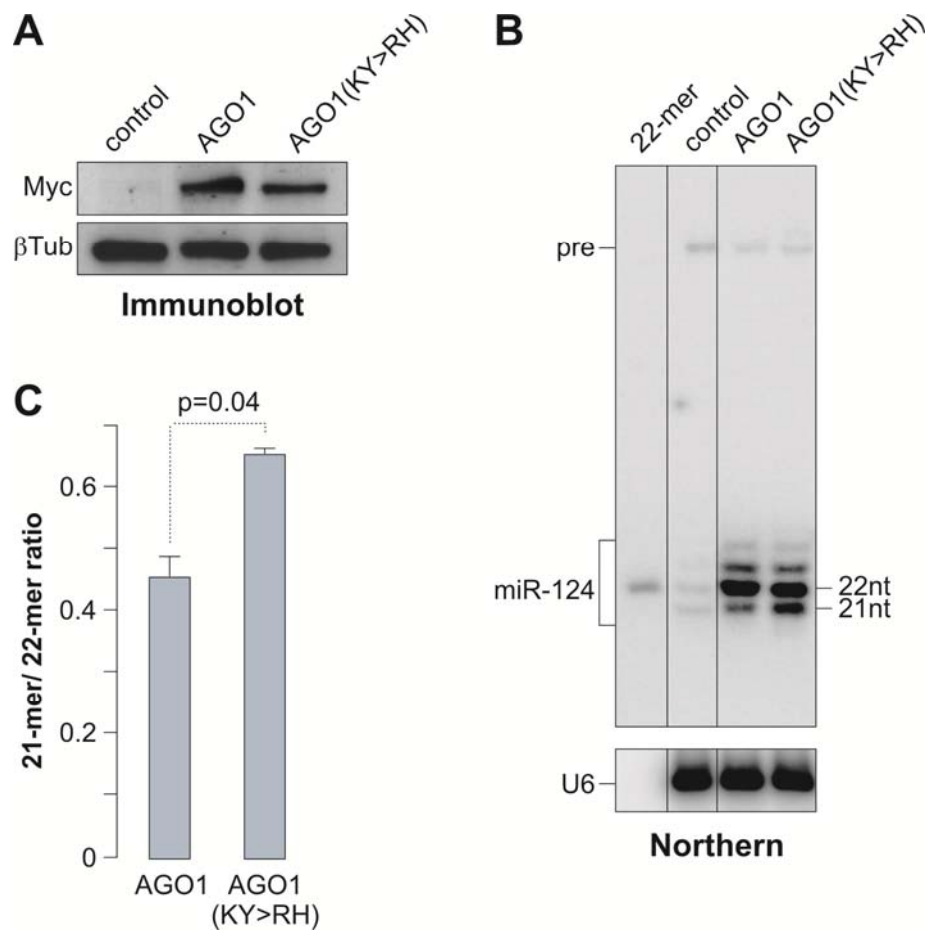 A
control
AGO1
AGO1(KY>RH)
Myc
βTub
Immunoblot
B
22-mer
control
AGO1
AGO1(KY>RH)
pre
miR-124
22nt
21nt
U6
Northern
C
p=0.04
21-mer/ 22-mer ratio
0.6
0.4
0.2
0
AGO1
AGO1
(KY>RH)